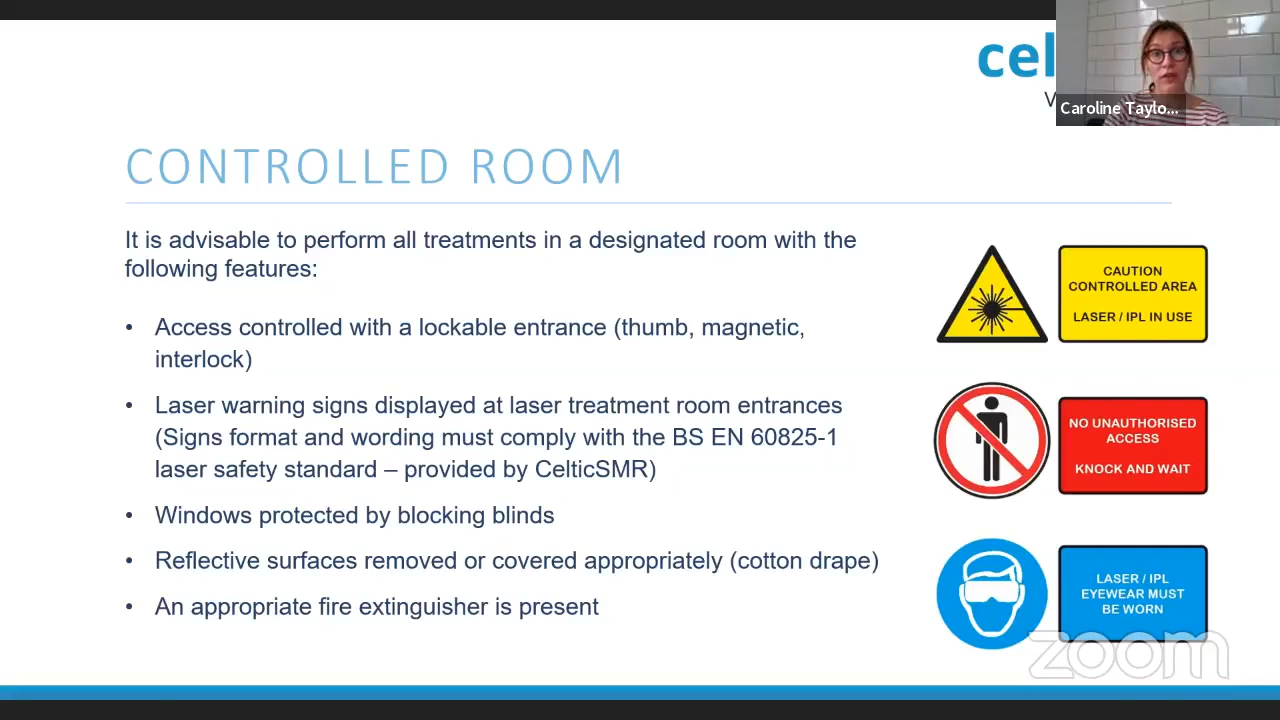 cel
V
Caroline Taylo...
CONTROLLED ROOM
It is advisable to perform all treatments in a designated room with the
following features:
• Access controlled with a lockable entrance (thumb, magnetic,
interlock)
• Laser warning signs displayed at laser treatment room entrances
(Signs format and wording must comply with the BS EN 60825-1
laser safety standard – provided by CelticSMR)
• Windows protected by blocking blinds
• Reflective surfaces removed or covered appropriately (cotton drape)
• An appropriate fire extinguisher is present
CAUTION
CONTROLLED AREA
LASER / IPL IN USE
NO UNAUTHORISED
ACCESS
KNOCK AND WAIT
LASER / IPL
EYEWEAR MUST
BE WORN
zoom